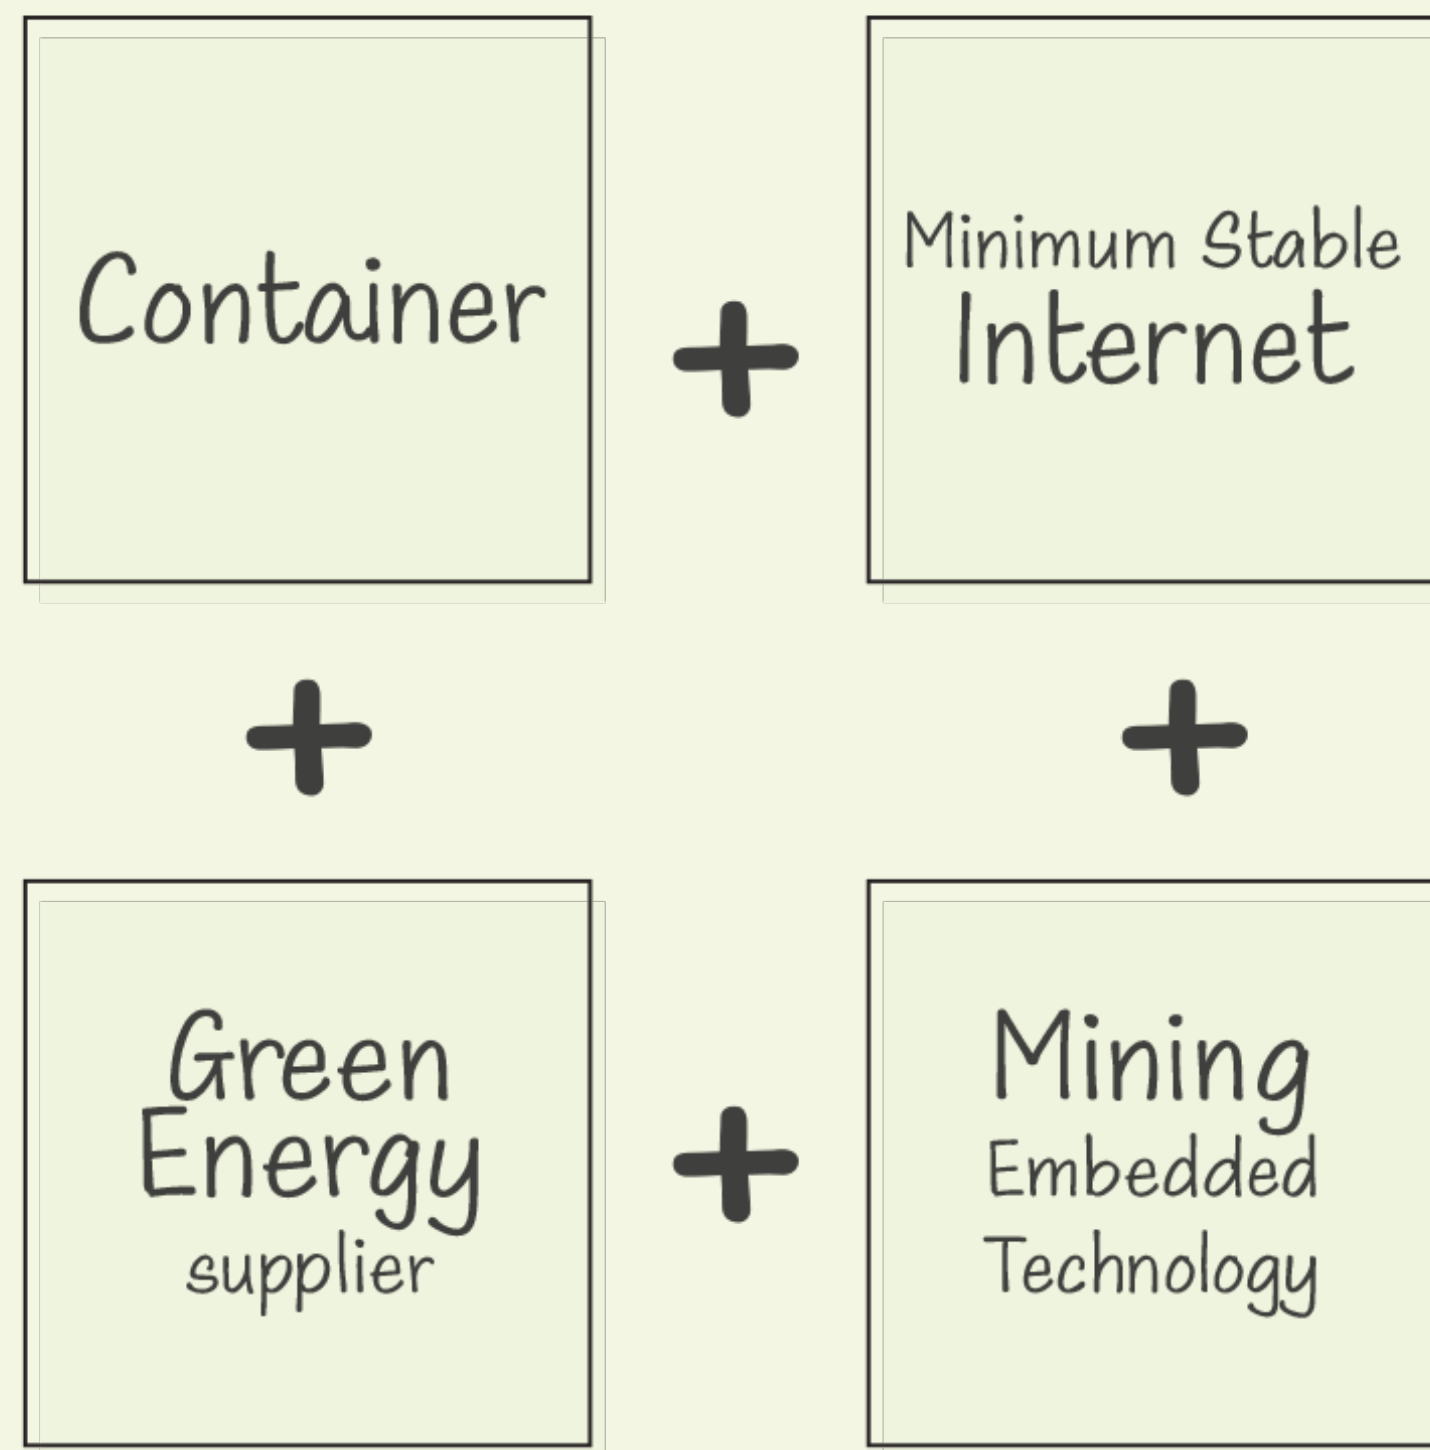 Container
+
Minimum Stable
Internet
+
+
Green
Energy
supplier
+
Mining
Embedded
Technology